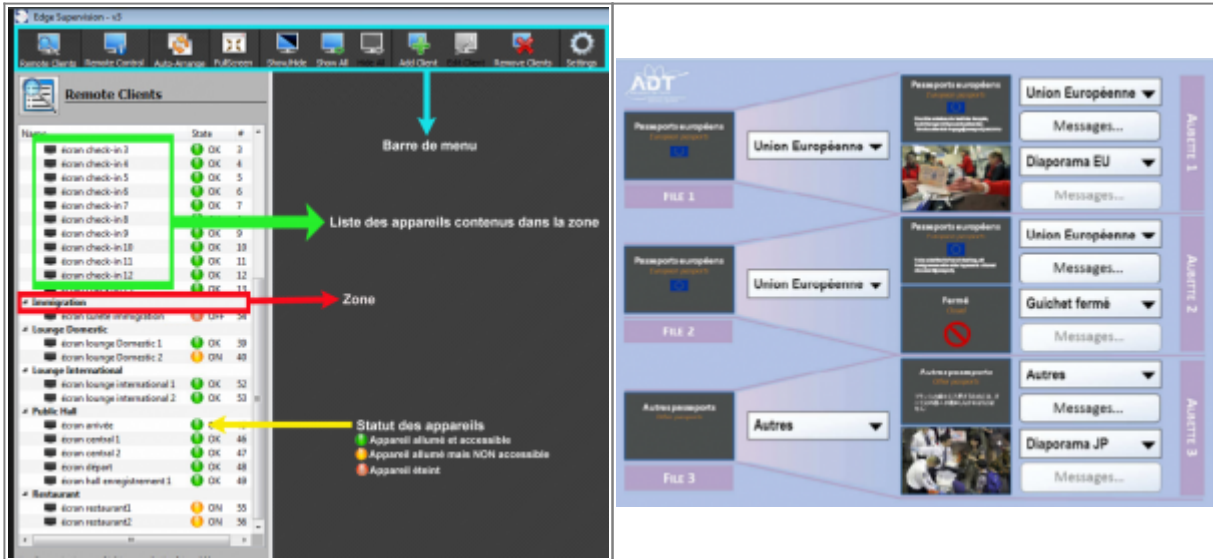 Edge Supervision - v3
Remote Clients
Remote Control
Auto-Arrange
FullScreen
Show/Hide
Show All
Hide All
Add Client
Edit Client
Remove Clients
Settings
Remote Clients
Name State #
écran check-in 3 OK 3
écran check-in 4 OK 4
écran check-in 5 OK 5
écran check-in 6 OK 6
écran check-in 7 OK 7
écran check-in 8
écran check-in 9 OK 9
écran check-in 10 OK 10
écran check-in 11 OK 11
écran check-in 12 OK 12
13
Immigration
écran sureté immigration OFF
Lounge Domestic
écran lounge Domestic 1 OK 39
écran lounge Domestic 2 ON 40
Lounge International
écran lounge international 1 OK 52
écran lounge international 2 OK 53
Public Hall
écran arrivée
écran central 1 OK 46
écran central 2 OK 47
écran départ OK 48
écran hall enregistrement 1 OK 49
Restaurant
écran restaurant1 ON 55
écran restaurant2 ON 56
Barre de menu
Liste des appareils contenus dans la zone
Zone
Statut des appareils
Appareil allumé et accessible
Appareil allumé mais NON accessible
Appareil éteint
ADT
Passeports européens
European passports
FILE 1
Union Européenne
Passeports européens
European passports
Union Européenne
Messages...
Diaporama EU
Messages...
AUBETTE 1
Passeports européens
European passports
FILE 2
Union Européenne
Passeports européens
European passports
Fermé
Closed
Union Européenne
Messages...
Guichet fermé
Messages...
AUBETTE 2
Autres passeports
Other passports
FILE 3
Autres
Autres passeports
Other passports
Autres
Messages...
Diaporama JP
Messages...
AUBETTE 3